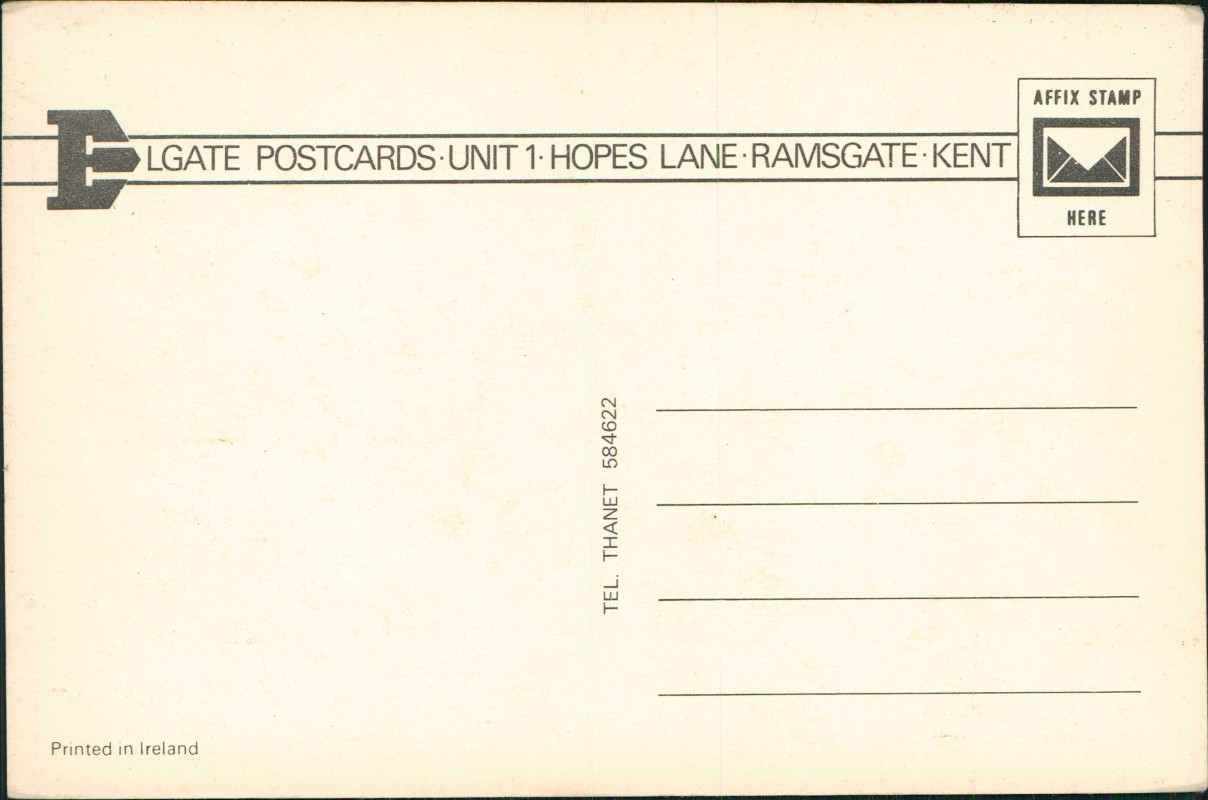 ELGATE POSTCARDS·UNIT 1·HOPES LANE·RAMSGATE·KENT
AFFIX STAMP
HERE
TEL. THANET 584622
Printed in Ireland